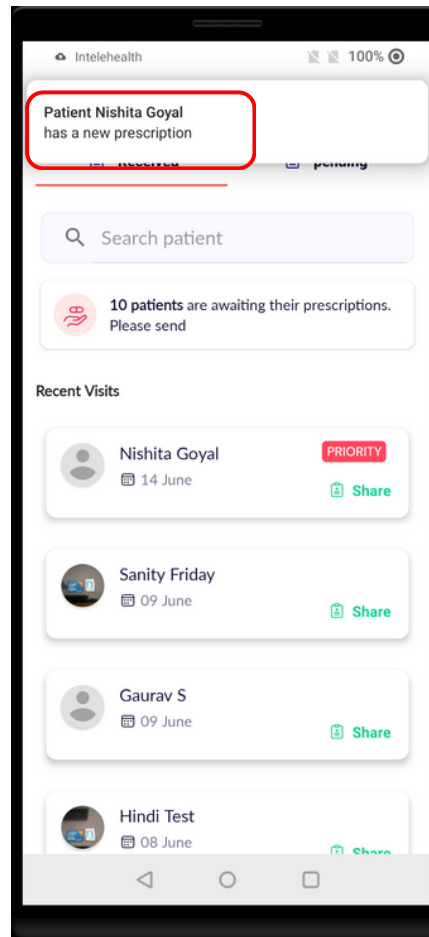 Intelehealth
100%
Patient Nishita Goyal
has a new prescription
Received
pending
Search patient
10 patients are awaiting their prescriptions.
Please send
Recent Visits
Nishita Goyal
PRIORITY
14 June
Share
Sanity Friday
09 June
Share
Gaurav S
09 June
Share
Hindi Test
08 June
Share